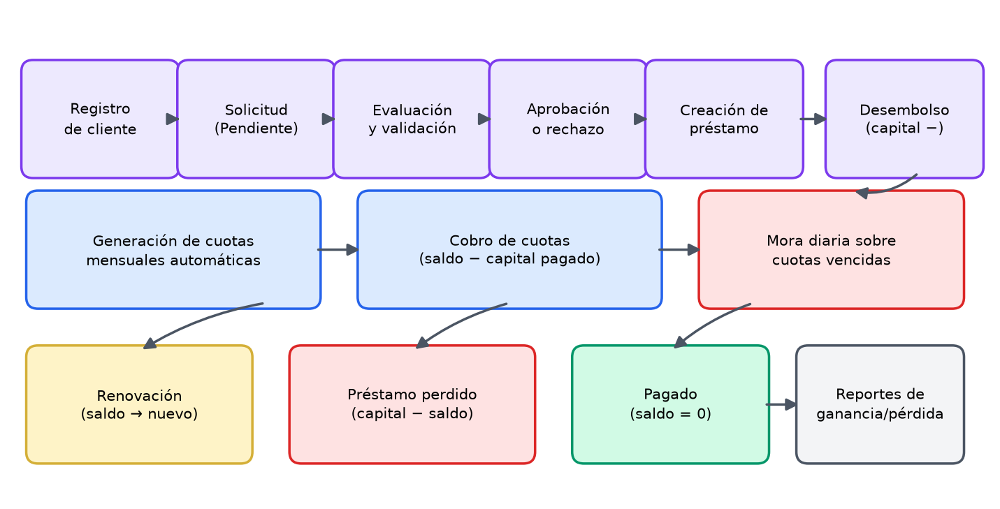 Registro
de cliente
Solicitud
(Pendiente)
Evaluación
y validación
Aprobación
o rechazo
Creación de
préstamo
Desembolso
(capital −)
Generación de cuotas
mensuales automáticas
Cobro de cuotas
(saldo − capital pagado)
Mora diaria sobre
cuotas vencidas
Renovación
(saldo → nuevo)
Préstamo perdido
(capital − saldo)
Pagado
(saldo = 0)
Reportes de
ganancia/pérdida